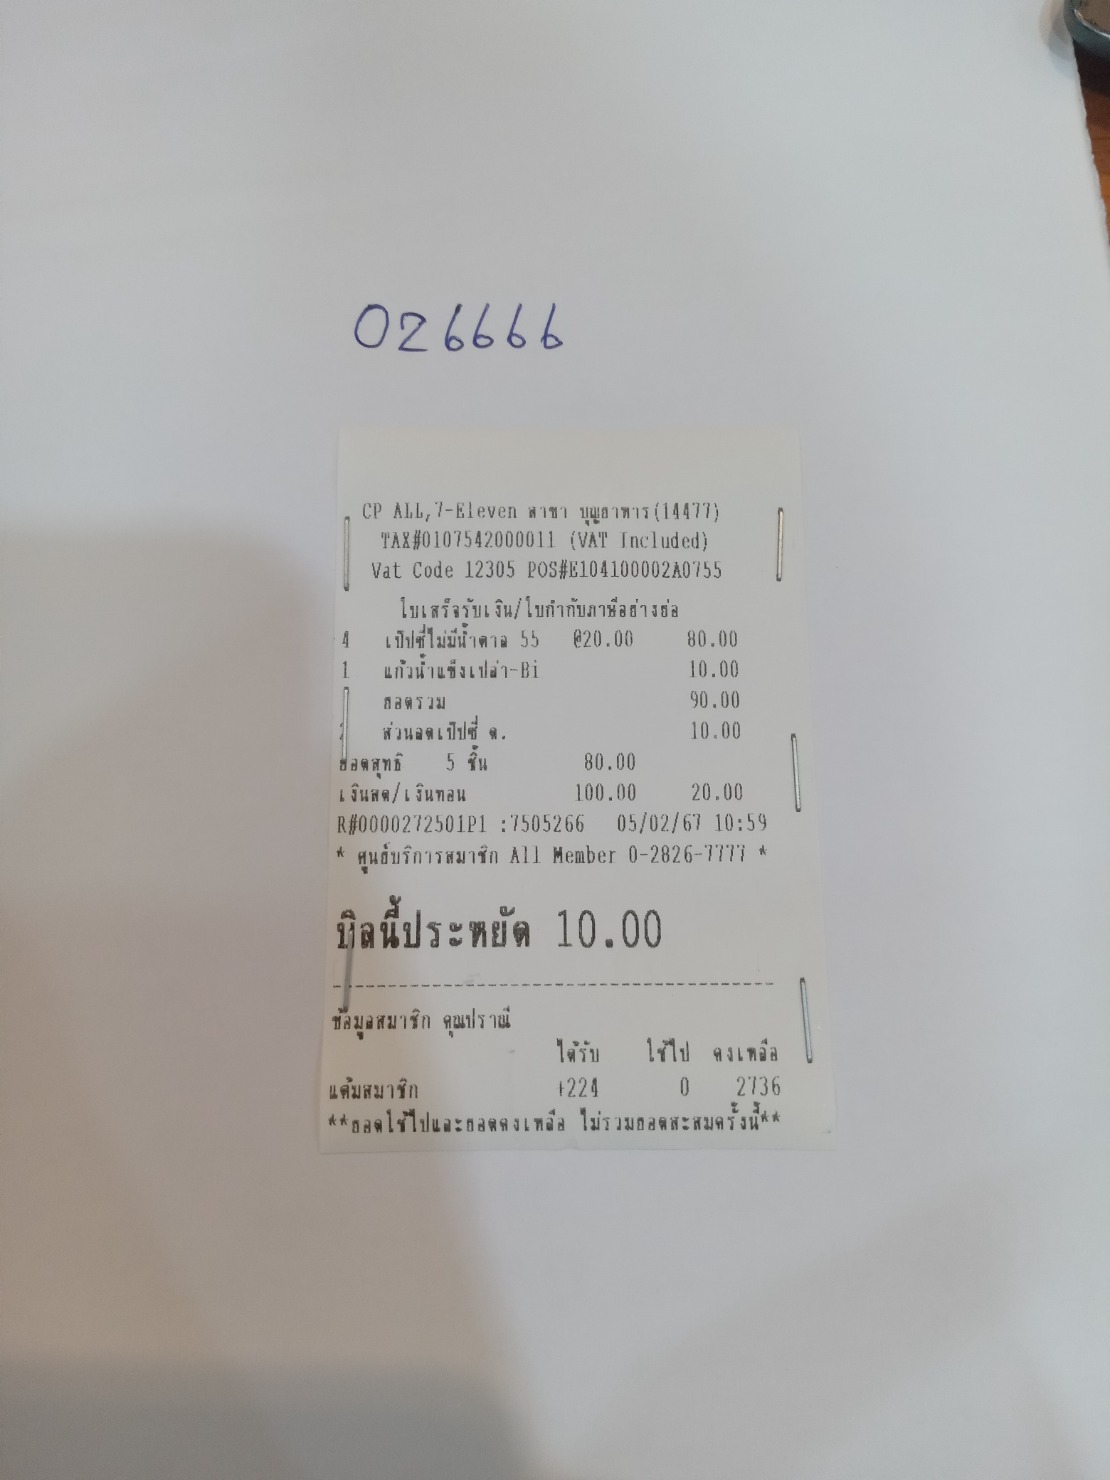 026666
CP ALL,7-Eleven สาขา บุญอาหาร(14477)
TAX#0107542000011 (VAT Included)
Vat Code 12305 POS#E104100002A0755
ใบเสร็จรับเงิน/ใบกำกับภาษีอย่างย่อ
4 เป๊ปซี่ไม่มีน้ำตาล 55 @20.00 80.00
1 แก้วน้ำแข็งเปล่า-Bi 10.00
ยอดรวม 90.00
ส่วนลดเป๊ปซี่ ต. 10.00
ยอดสุทธิ 5 ชิ้น 80.00
เงินสด/เงินทอน 100.00 20.00
R#0000272501P1 :7505266 05/02/67 10:59
* ศูนย์บริการสมาชิก All Member 0-2826-7777 *
บิลนี้ประหยัด 10.00
ข้อมูลสมาชิก คุณปราณี
ได้รับ ใช้ไป คงเหลือ
แต้มสมาชิก +224 0 2736
**ยอดใช้ไปและยอดคงเหลือ ไม่รวมยอดสะสมครั้งนี้**